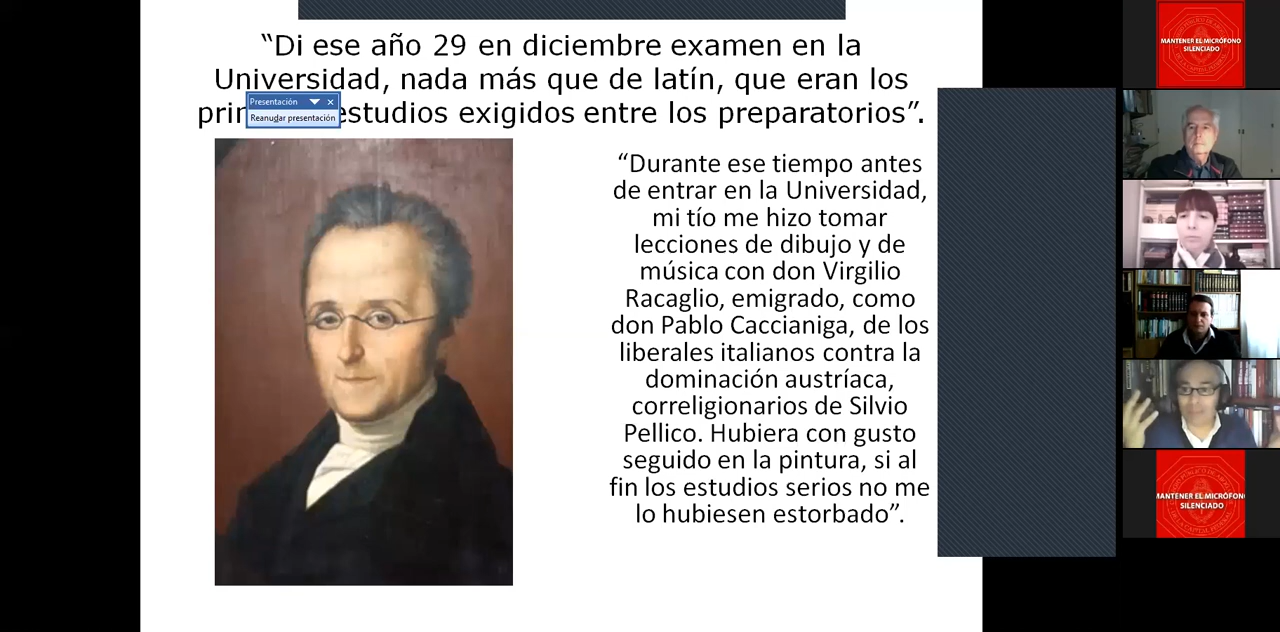 “Di ese año 29 en diciembre examen en la
Universidad, nada más que de latín, que eran los
estudios exigidos entre los preparatorios”.
Presentación
Reanudar presentación
“Durante ese tiempo antes
de entrar en la Universidad,
mi tío me hizo tomar
lecciones de dibujo y de
música con don Virgilio
Racaglio, emigrado, como
don Pablo Caccianiga, de los
liberales italianos contra la
dominación austríaca,
correligionarios de Silvio
Pellico. Hubiera con gusto
seguido en la pintura, si al
fin los estudios serios no me
lo hubiesen estorbado”.
MANTENER EL MICRÓFONO
SILENCIADO
MANTENER EL MICRÓFONO
SILENCIADO